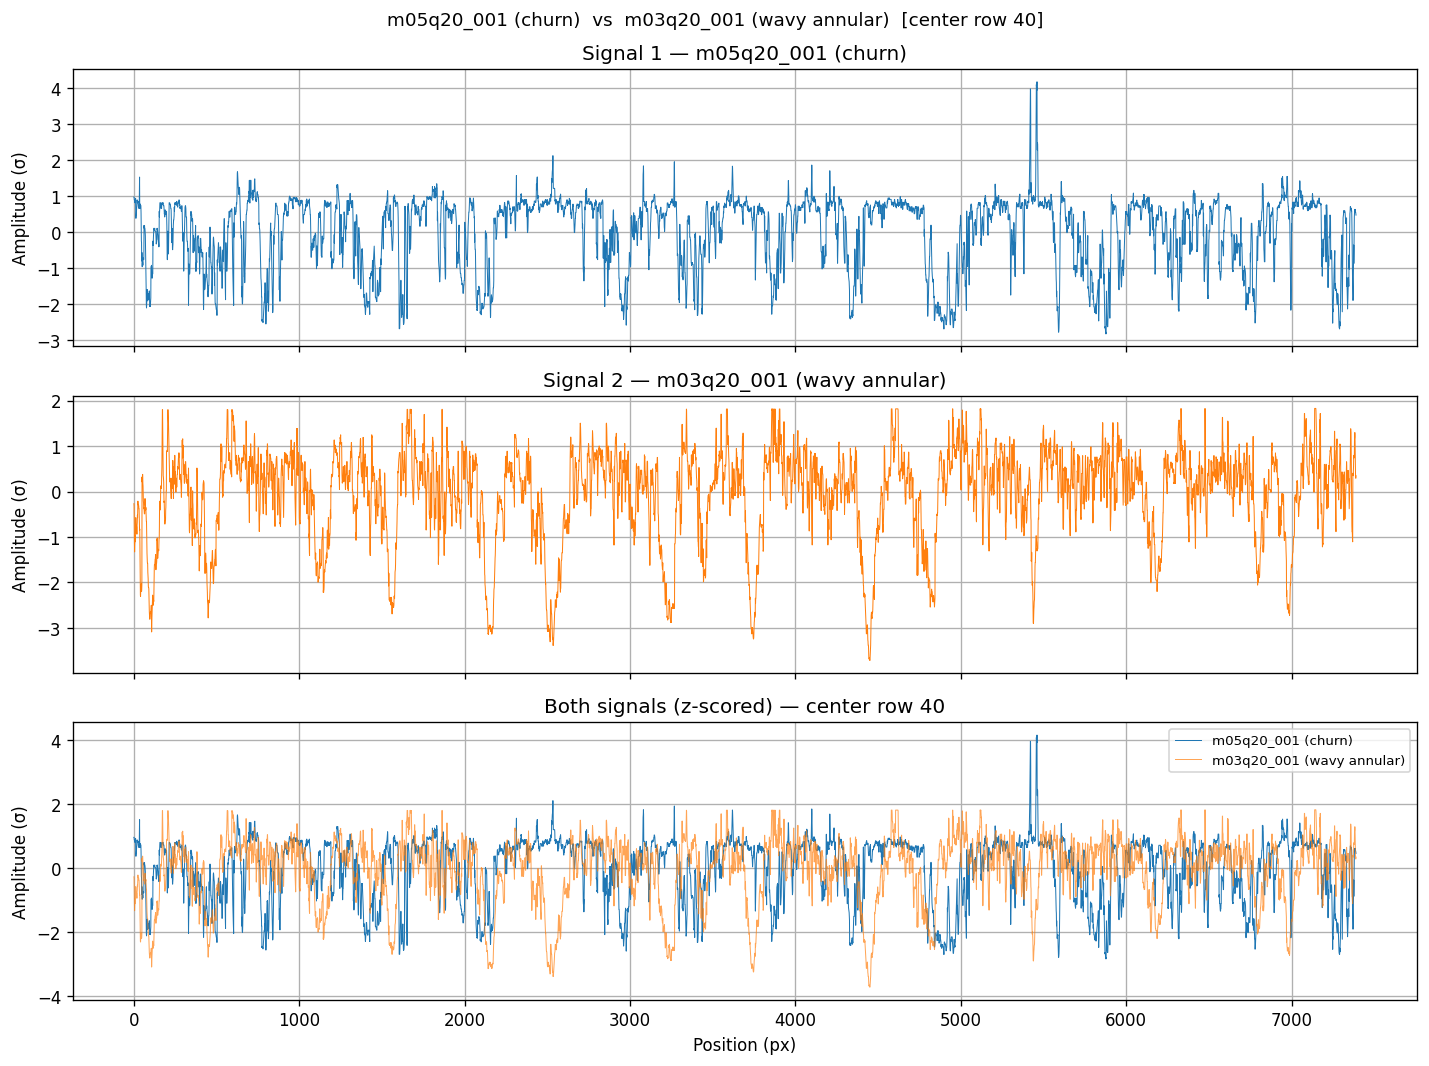 m05q20_001 (churn)  vs  m03q20_001 (wavy annular)  [center row 40]
Signal 1 — m05q20_001 (churn)
Amplitude (σ)
4
3
2
1
0
−1
−2
−3
Signal 2 — m03q20_001 (wavy annular)
Amplitude (σ)
2
1
0
−1
−2
−3
Both signals (z-scored) — center row 40
m05q20_001 (churn)
m03q20_001 (wavy annular)
Amplitude (σ)
4
2
0
−2
−4
0 1000 2000 3000 4000 5000 6000 7000
Position (px)